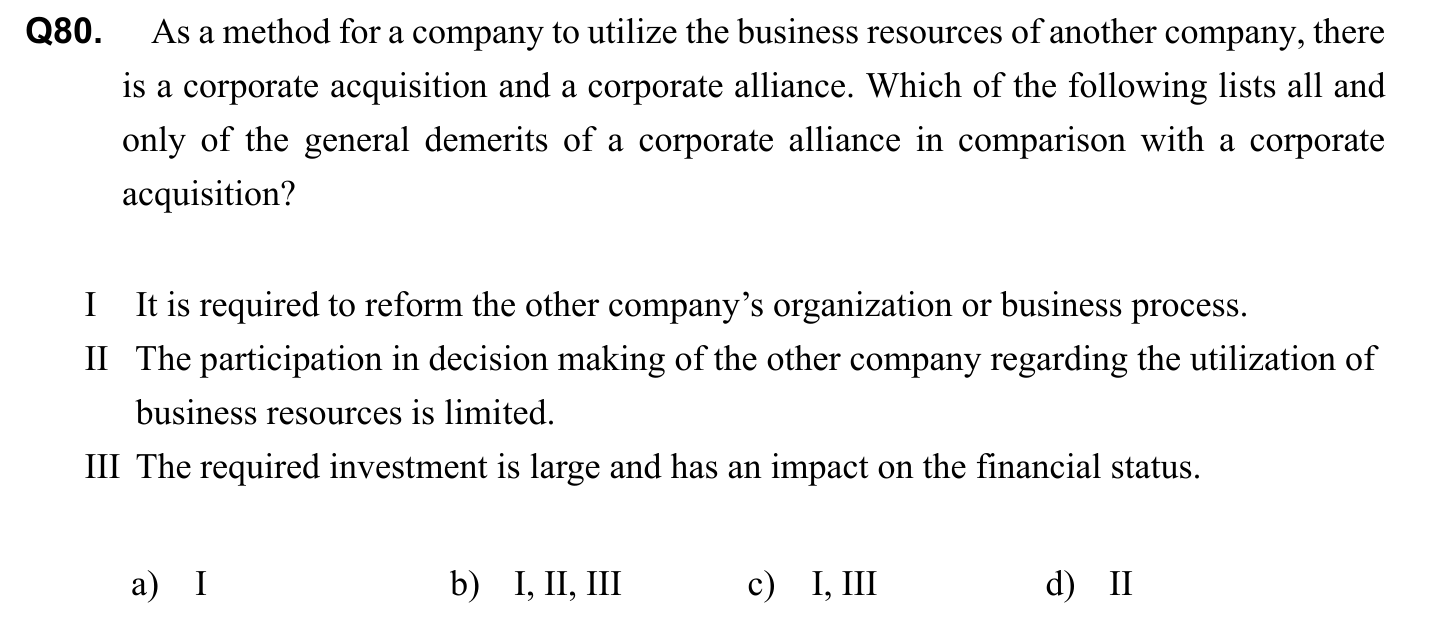 Q80. As a method for a company to utilize the business resources of another company, there
is a corporate acquisition and a corporate alliance. Which of the following lists all and
only of the general demerits of a corporate alliance in comparison with a corporate
acquisition?
I It is required to reform the other company’s organization or business process.
II The participation in decision making of the other company regarding the utilization of
business resources is limited.
III The required investment is large and has an impact on the financial status.
a) I b) I, II, III c) I, III d) II